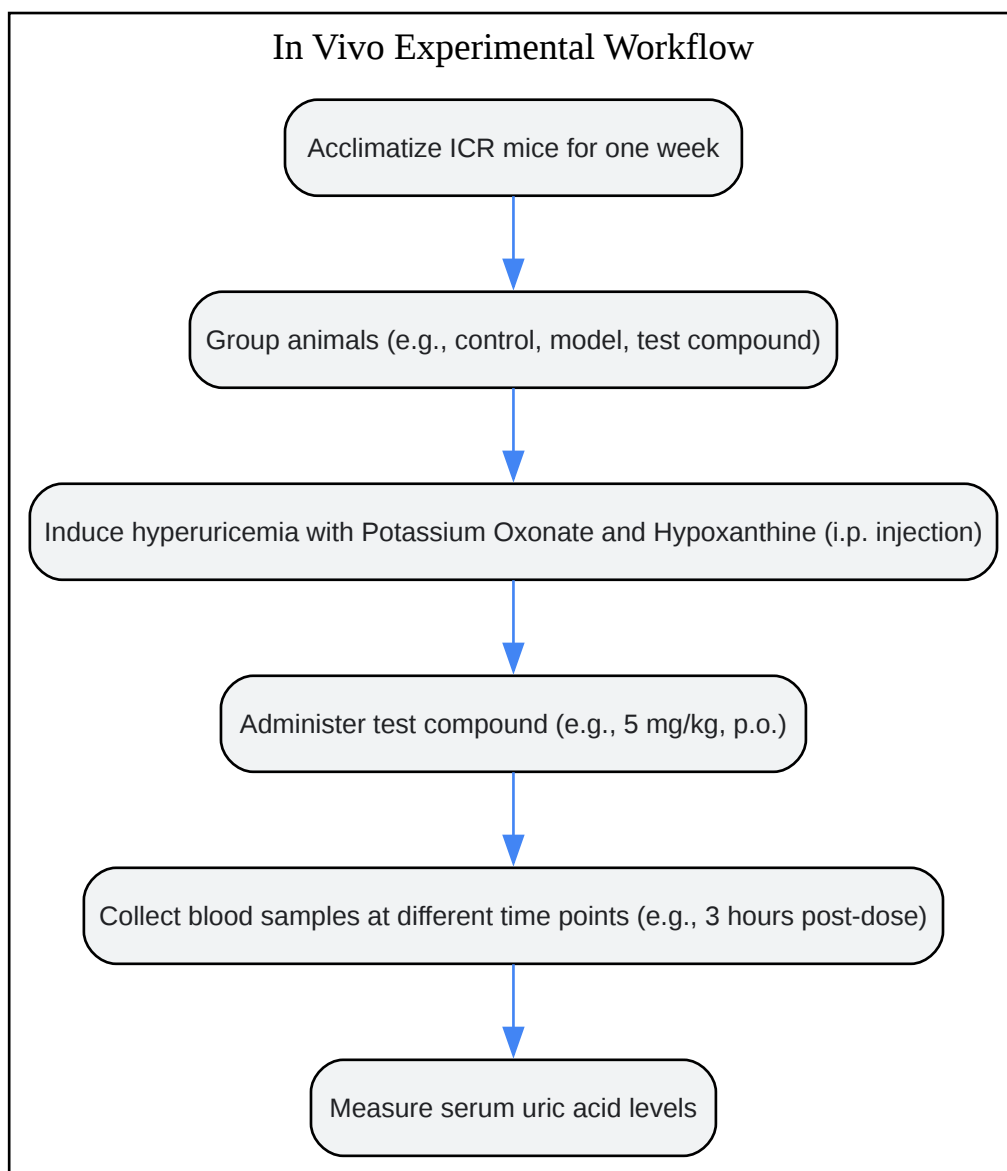 In Vivo Experimental Workflow
Acclimatize ICR mice for one week
Group animals (e.g., control, model, test compound)
Induce hyperuricemia with Potassium Oxonate and Hypoxanthine (i.p. injection)
Administer test compound (e.g., 5 mg/kg, p.o.)
Collect blood samples at different time points (e.g., 3 hours post-dose)
Measure serum uric acid levels